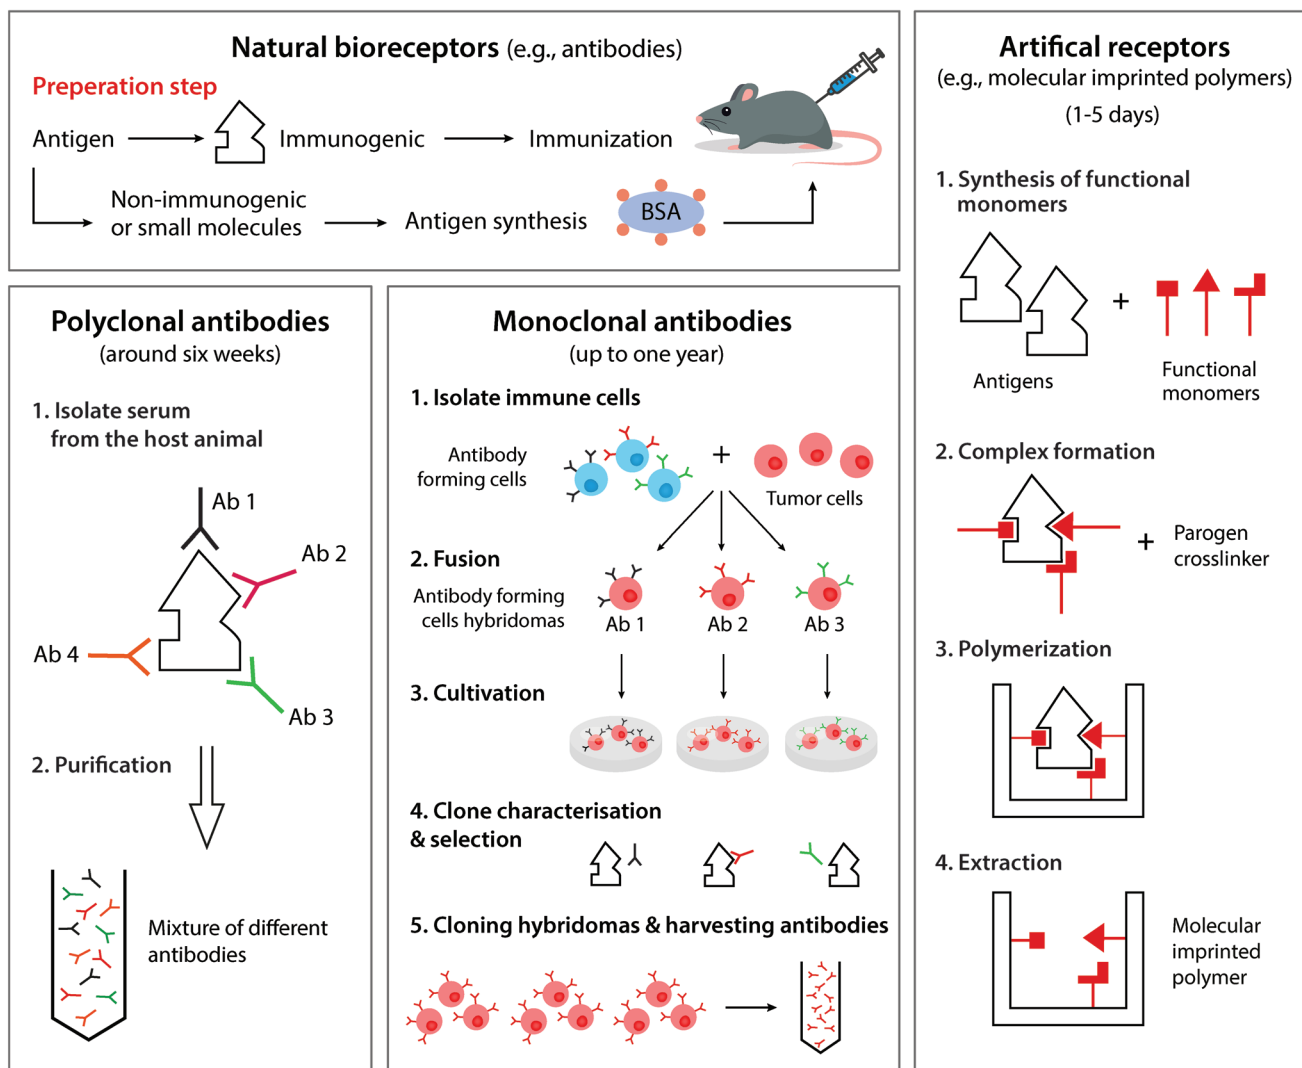 Natural bioreceptors (e.g., antibodies)
Preperation step
Antigen
Immunogenic
Immunization
Non-immunogenic
or small molecules
Antigen synthesis
BSA
Polyclonal antibodies
(around six weeks)
1. Isolate serum
from the host animal
Ab 1
Ab 2
Ab 4
Ab 3
2. Purification
Mixture of different
antibodies
Monoclonal antibodies
(up to one year)
1. Isolate immune cells
Antibody
forming cells
+
Tumor cells
2. Fusion
Antibody forming
cells hybridomas
Ab 1
Ab 2
Ab 3
3. Cultivation
4. Clone characterisation
& selection
5. Cloning hybridomas & harvesting antibodies
Artifical receptors
(e.g., molecular imprinted polymers)
(1-5 days)
1. Synthesis of functional
monomers
+
Antigens
Functional
monomers
2. Complex formation
+
Parogen
crosslinker
3. Polymerization
4. Extraction
Molecular
imprinted
polymer